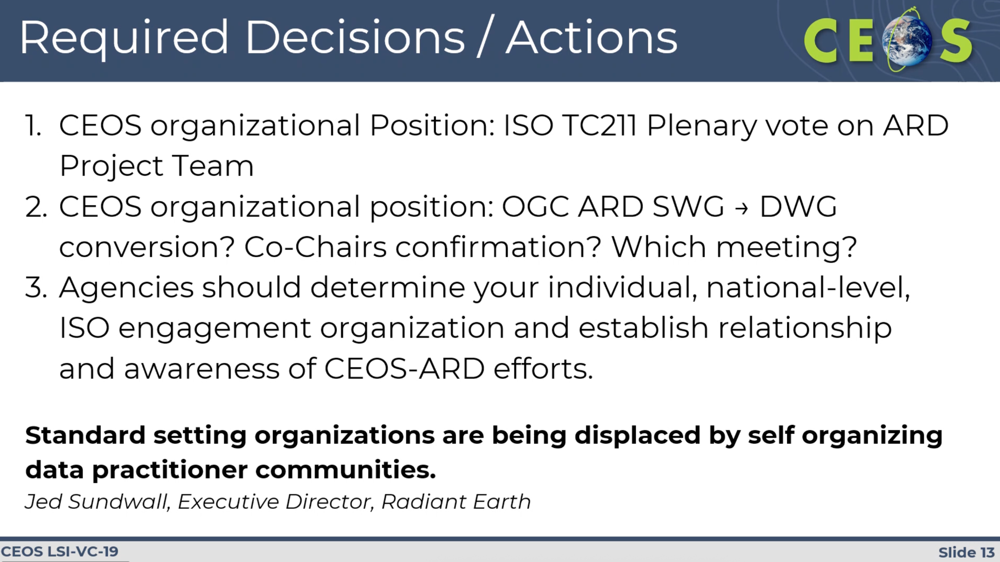 Required Decisions / Actions
CEOS
1. CEOS organizational Position: ISO TC211 Plenary vote on ARD
Project Team
2. CEOS organizational position: OGC ARD SWG → DWG
conversion? Co-Chairs confirmation? Which meeting?
3. Agencies should determine your individual, national-level,
ISO engagement organization and establish relationship
and awareness of CEOS-ARD efforts.
Standard setting organizations are being displaced by self organizing
data practitioner communities.
Jed Sundwall, Executive Director, Radiant Earth
CEOS LSI-VC-19
Slide 13